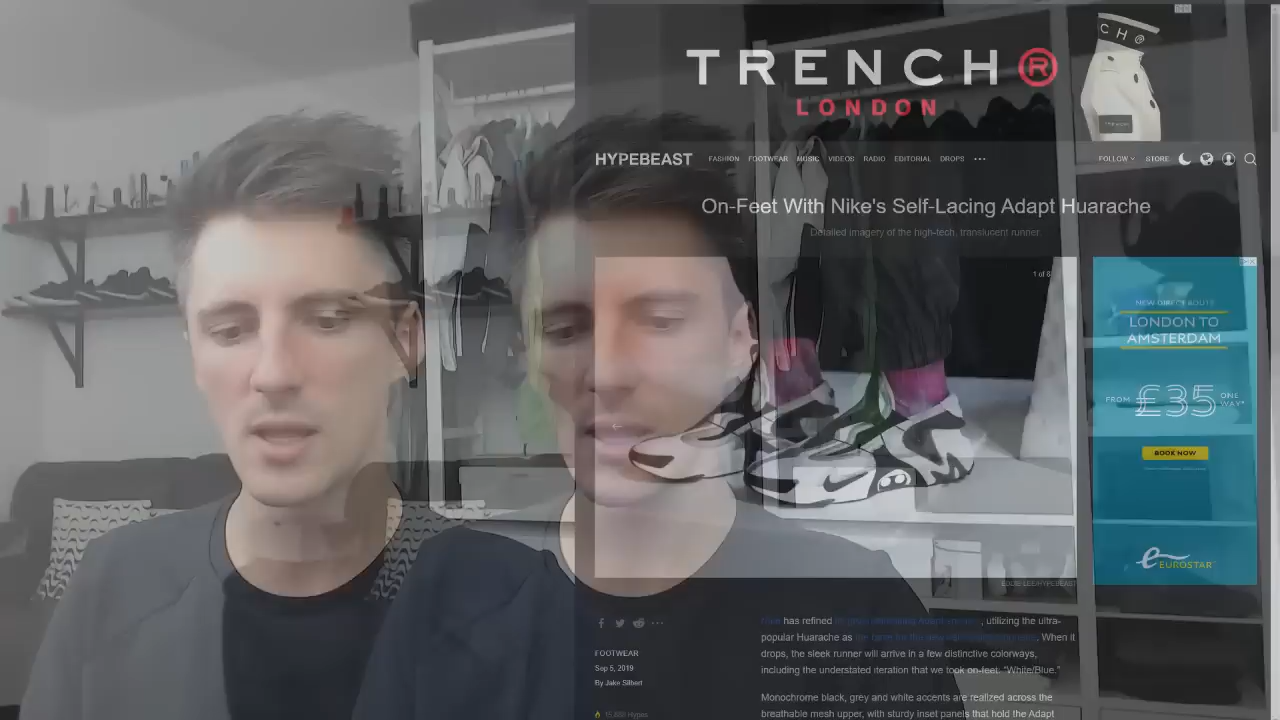 TRENCH®
LONDON
C H ®
HYPEBEAST
FASHION FOOTWEAR MUSIC VIDEOS RADIO EDITORIAL DROPS
FOLLOW STORE
On-Feet With Nike's Self-Lacing Adapt Huarache
Detailed imagery of the high-tech, translucent runner.
1 of 8
NEW DIRECT ROUTE
LONDON TO
AMSTERDAM
FROM £35 ONE WAY*
BOOK NOW
EUROSTAR
EDDIE LEE/HYPEBEAST
Nike has refined , utilizing the ultra-
popular Huarache as . When it
drops, the sleek runner will arrive in a few distinctive colorways,
including the understated iteration that we took on-feet: "White/Blue."
FOOTWEAR
Sep 5, 2019
By Jake Silbert
Hypes
Monochrome black, grey and white accents are realized across the
breathable mesh upper, with sturdy inset panels that hold the Adapt